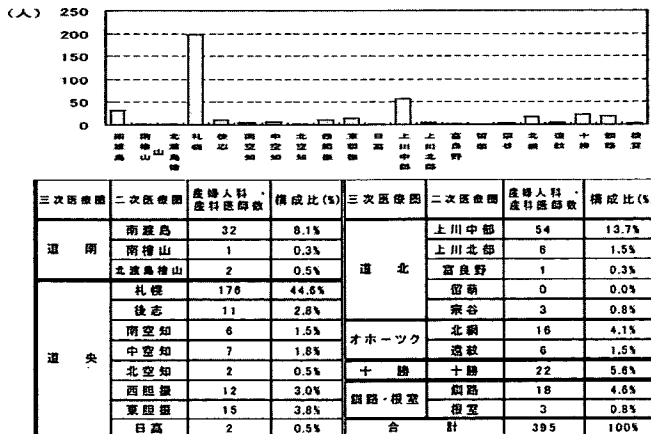 (人)
250
200
150
100
50
0
南渡島 南檜山 北渡島檜山 札幌 後志 南空知 中空知 北空知 西胆振 東胆振 日高 上川中部 上川北部 富良野 留萌 宗谷 北網 遠紋 十勝 釧路 根室
三次医療圏 二次医療圏 産婦人科・産科医師数 構成比(%) 三次医療圏 二次医療圏 産婦人科・産科医師数 構成比(%)
道南 南渡島 32 8.1% 道北 上川中部 54 13.7%
南檜山 1 0.3% 上川北部 6 1.5%
北渡島檜山 2 0.5% 富良野 1 0.3%
道央 札幌 176 44.6% 留萌 0 0.0%
後志 11 2.8% 宗谷 3 0.8%
南空知 6 1.5% オホーツク 北網 16 4.1%
中空知 7 1.8% 遠紋 6 1.5%
北空知 2 0.5% 十勝 十勝 22 5.6%
西胆振 12 3.0% 釧路・根室 釧路 18 4.6%
東胆振 15 3.8% 根室 3 0.8%
日高 2 0.5% 合計 395 100%